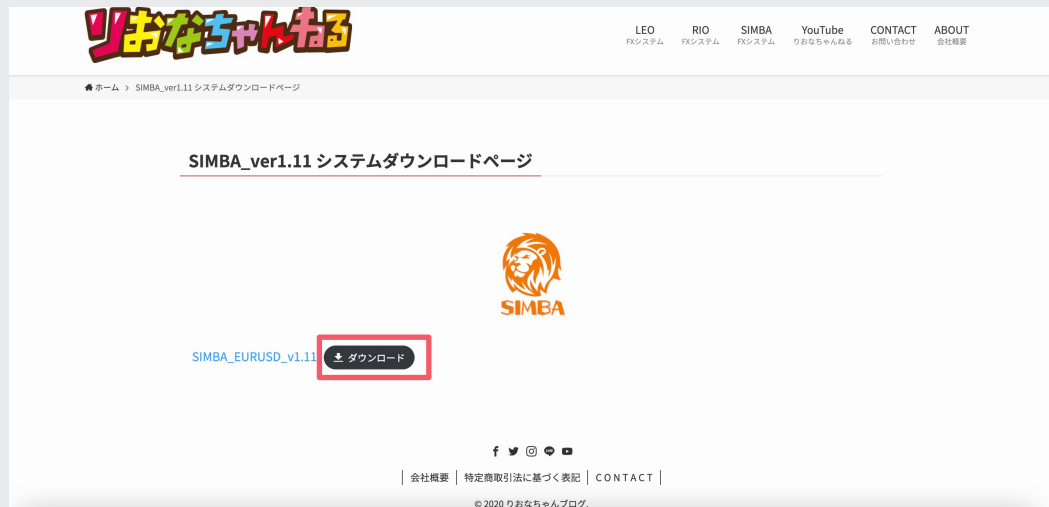 りおなちゃんねる
LEO RIO SIMBA YouTube CONTACT ABOUT
FXシステム FXシステム FXシステム りおなちゃんねる お問い合わせ 会社概要
ホーム > SIMBA_ver1.11 システムダウンロードページ
SIMBA_ver1.11 システムダウンロードページ
SIMBA
SIMBA_EURUSD_v1.11 ダウンロード
会社概要 | 特定商取引法に基づく表記 | CONTACT
© 2020 りおなちゃんブログ.